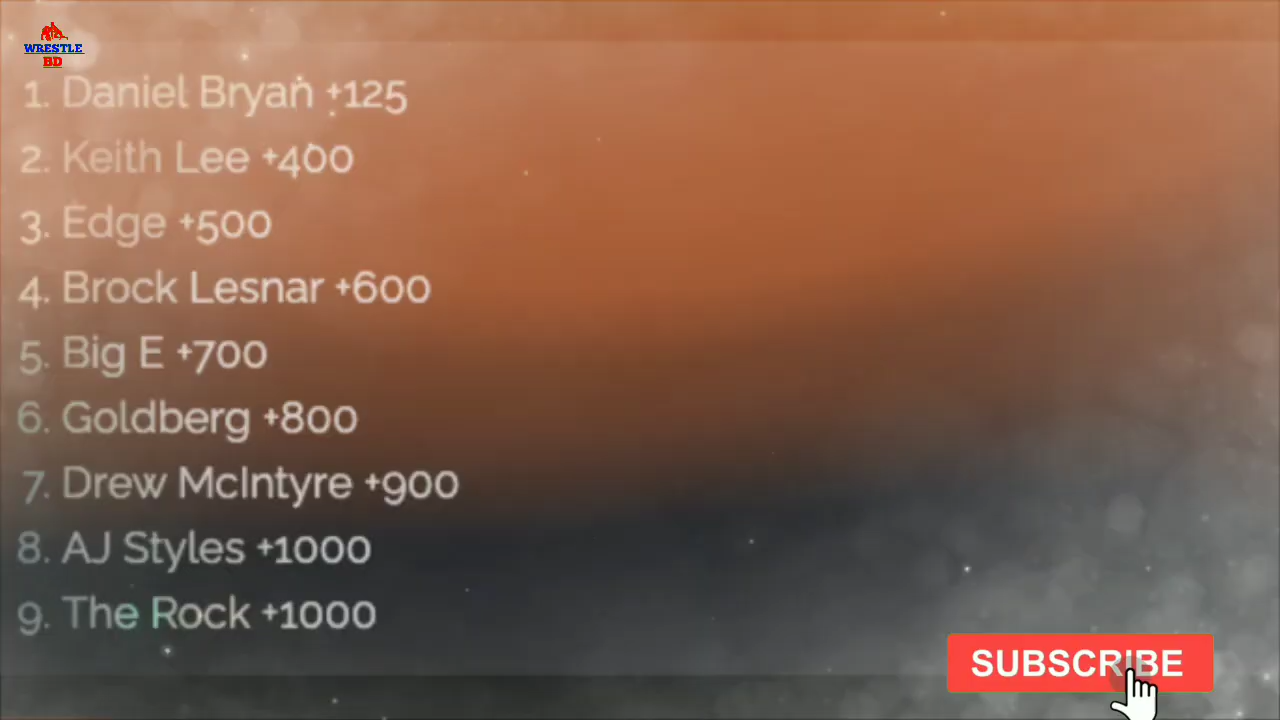 WRESTLE
BD
1. Daniel Bryan +125
2. Keith Lee +400
3. Edge +500
4. Brock Lesnar +600
5. Big E +700
6. Goldberg +800
7. Drew McIntyre +900
8. AJ Styles +1000
9. The Rock +1000
SUBSCRIBE